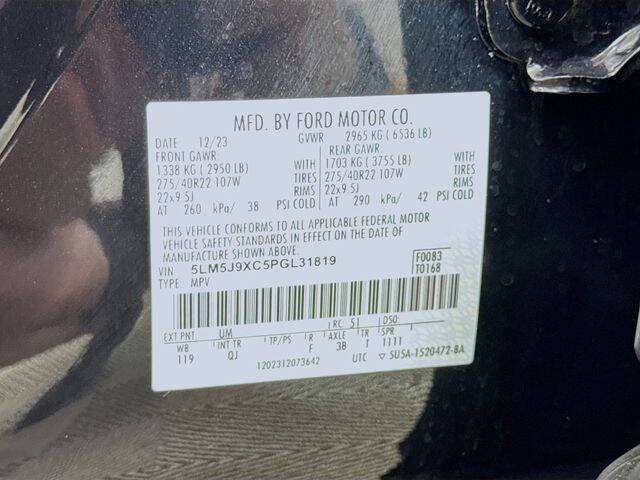 MFD. BY FORD MOTOR CO.
DATE 12/23 GVWR 2965 KG ( 6536 LB)
FRONT GAWR: REAR GAWR:
1338 KG ( 2950 LB) WITH 1703 KG ( 3755 LB) WITH
275/40R22 107W TIRES 275/40R22 107W TIRES
22x9.5J RIMS 22x9.5J RIMS
AT 260 kPa/ 38 PSI COLD AT 290 kPa/ 42 PSI COLD
THIS VEHICLE CONFORMS TO ALL APPLICABLE FEDERAL MOTOR
VEHICLE SAFETY STANDARDS IN EFFECT ON THE DATE OF
MANUFACTURE SHOWN ABOVE.
VIN: 5LM5J9XC5PGL31819 F0083
TYPE: MPV T0168
EXT PNT UM RC 51 DSO:
WB INT TR TP/PS R AXLE TR SPR
119 QJ F 3B T 1111
1202312073642 UTC SU5A-1520472-BA